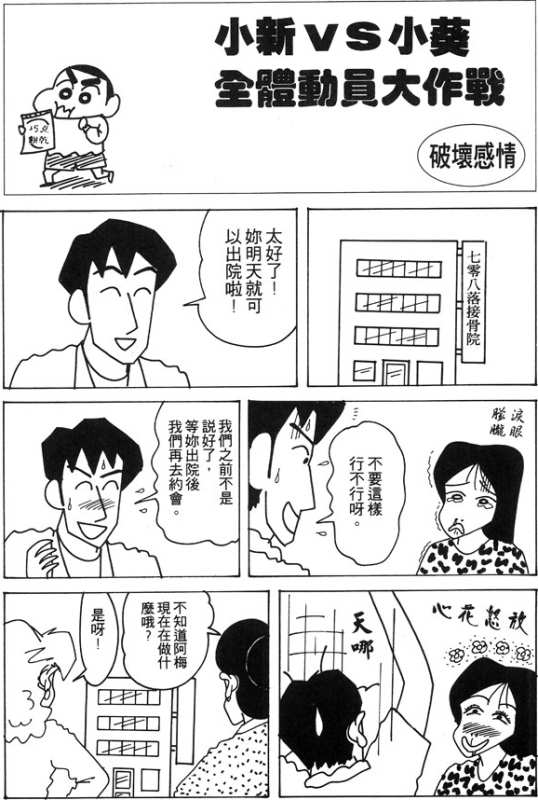 小新VS小葵
全體動員大作戰
破壞感情
巧克
餅乾
七零八落接骨院
太好了！
妳明天就可
以出院啦！
淚眼
朦朧
不要這樣
行不行呀。
我們之前不是
說好了，
等妳出院後
我們再去約會。
心花怒放
天哪
不知道阿梅
現在在做什
麼哦？
是呀！